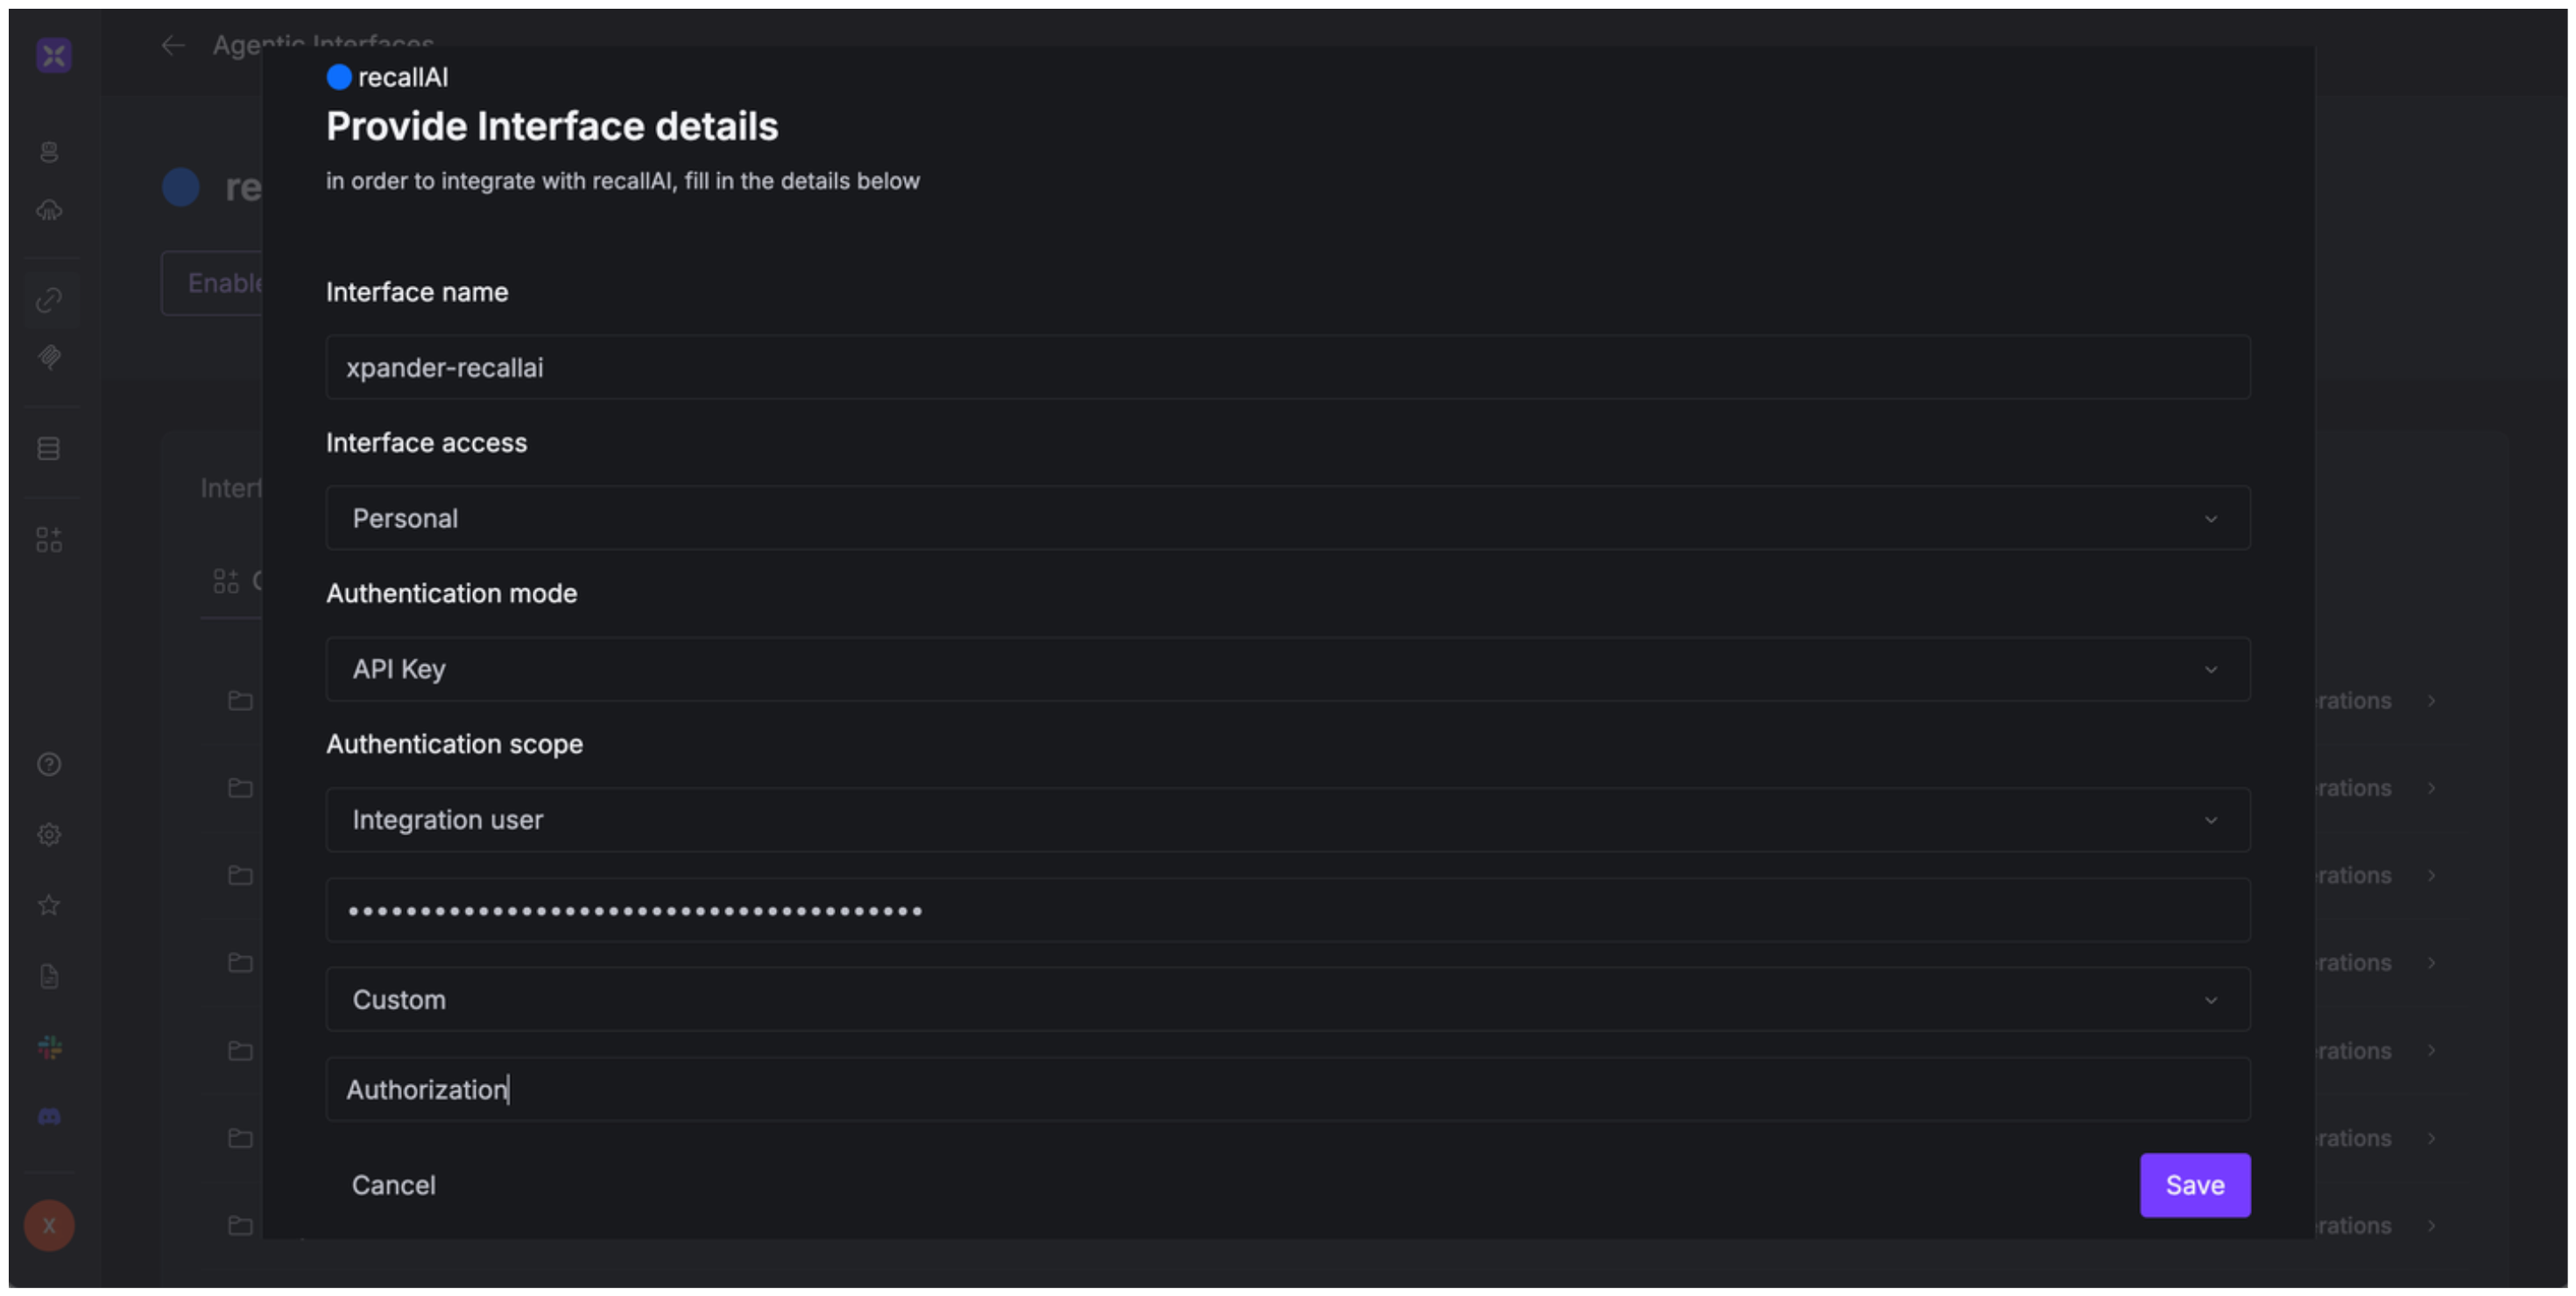 Agentic Interfaces
recallAI
Provide Interface details
in order to integrate with recallAI, fill in the details below
re
Enable
Interface name
xpander-recallai
Interface access
Personal
Interf
Authentication mode
API Key
Authentication scope
Integration user
••••••••••••••••••••••••••••••••••••••••
Custom
Authorization
Cancel
Save
rations
rations
rations
rations
rations
rations
erations
X